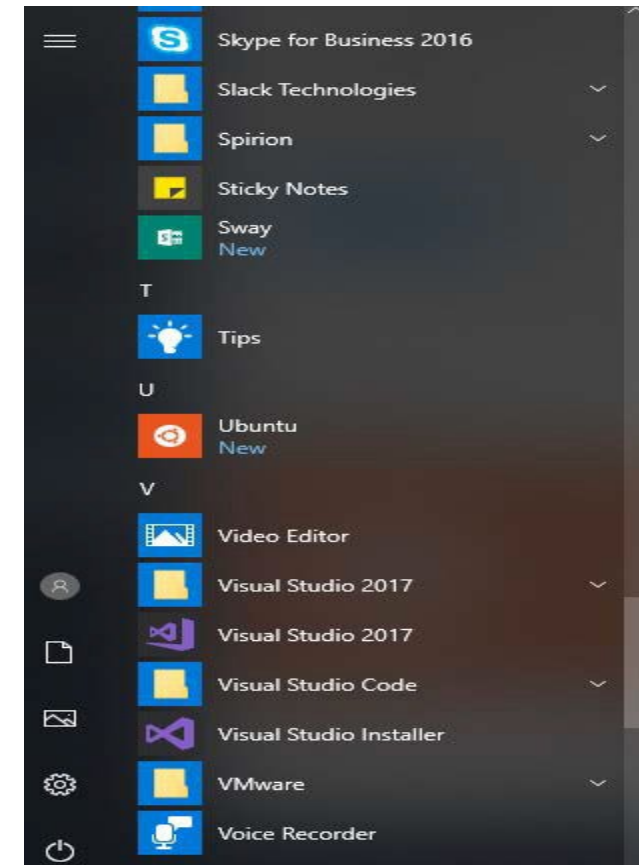 Skype for Business 2016
Slack Technologies
Spirion
Sticky Notes
Sway
New
T
Tips
U
Ubuntu
New
V
Video Editor
Visual Studio 2017
Visual Studio 2017
Visual Studio Code
Visual Studio Installer
VMware
Voice Recorder